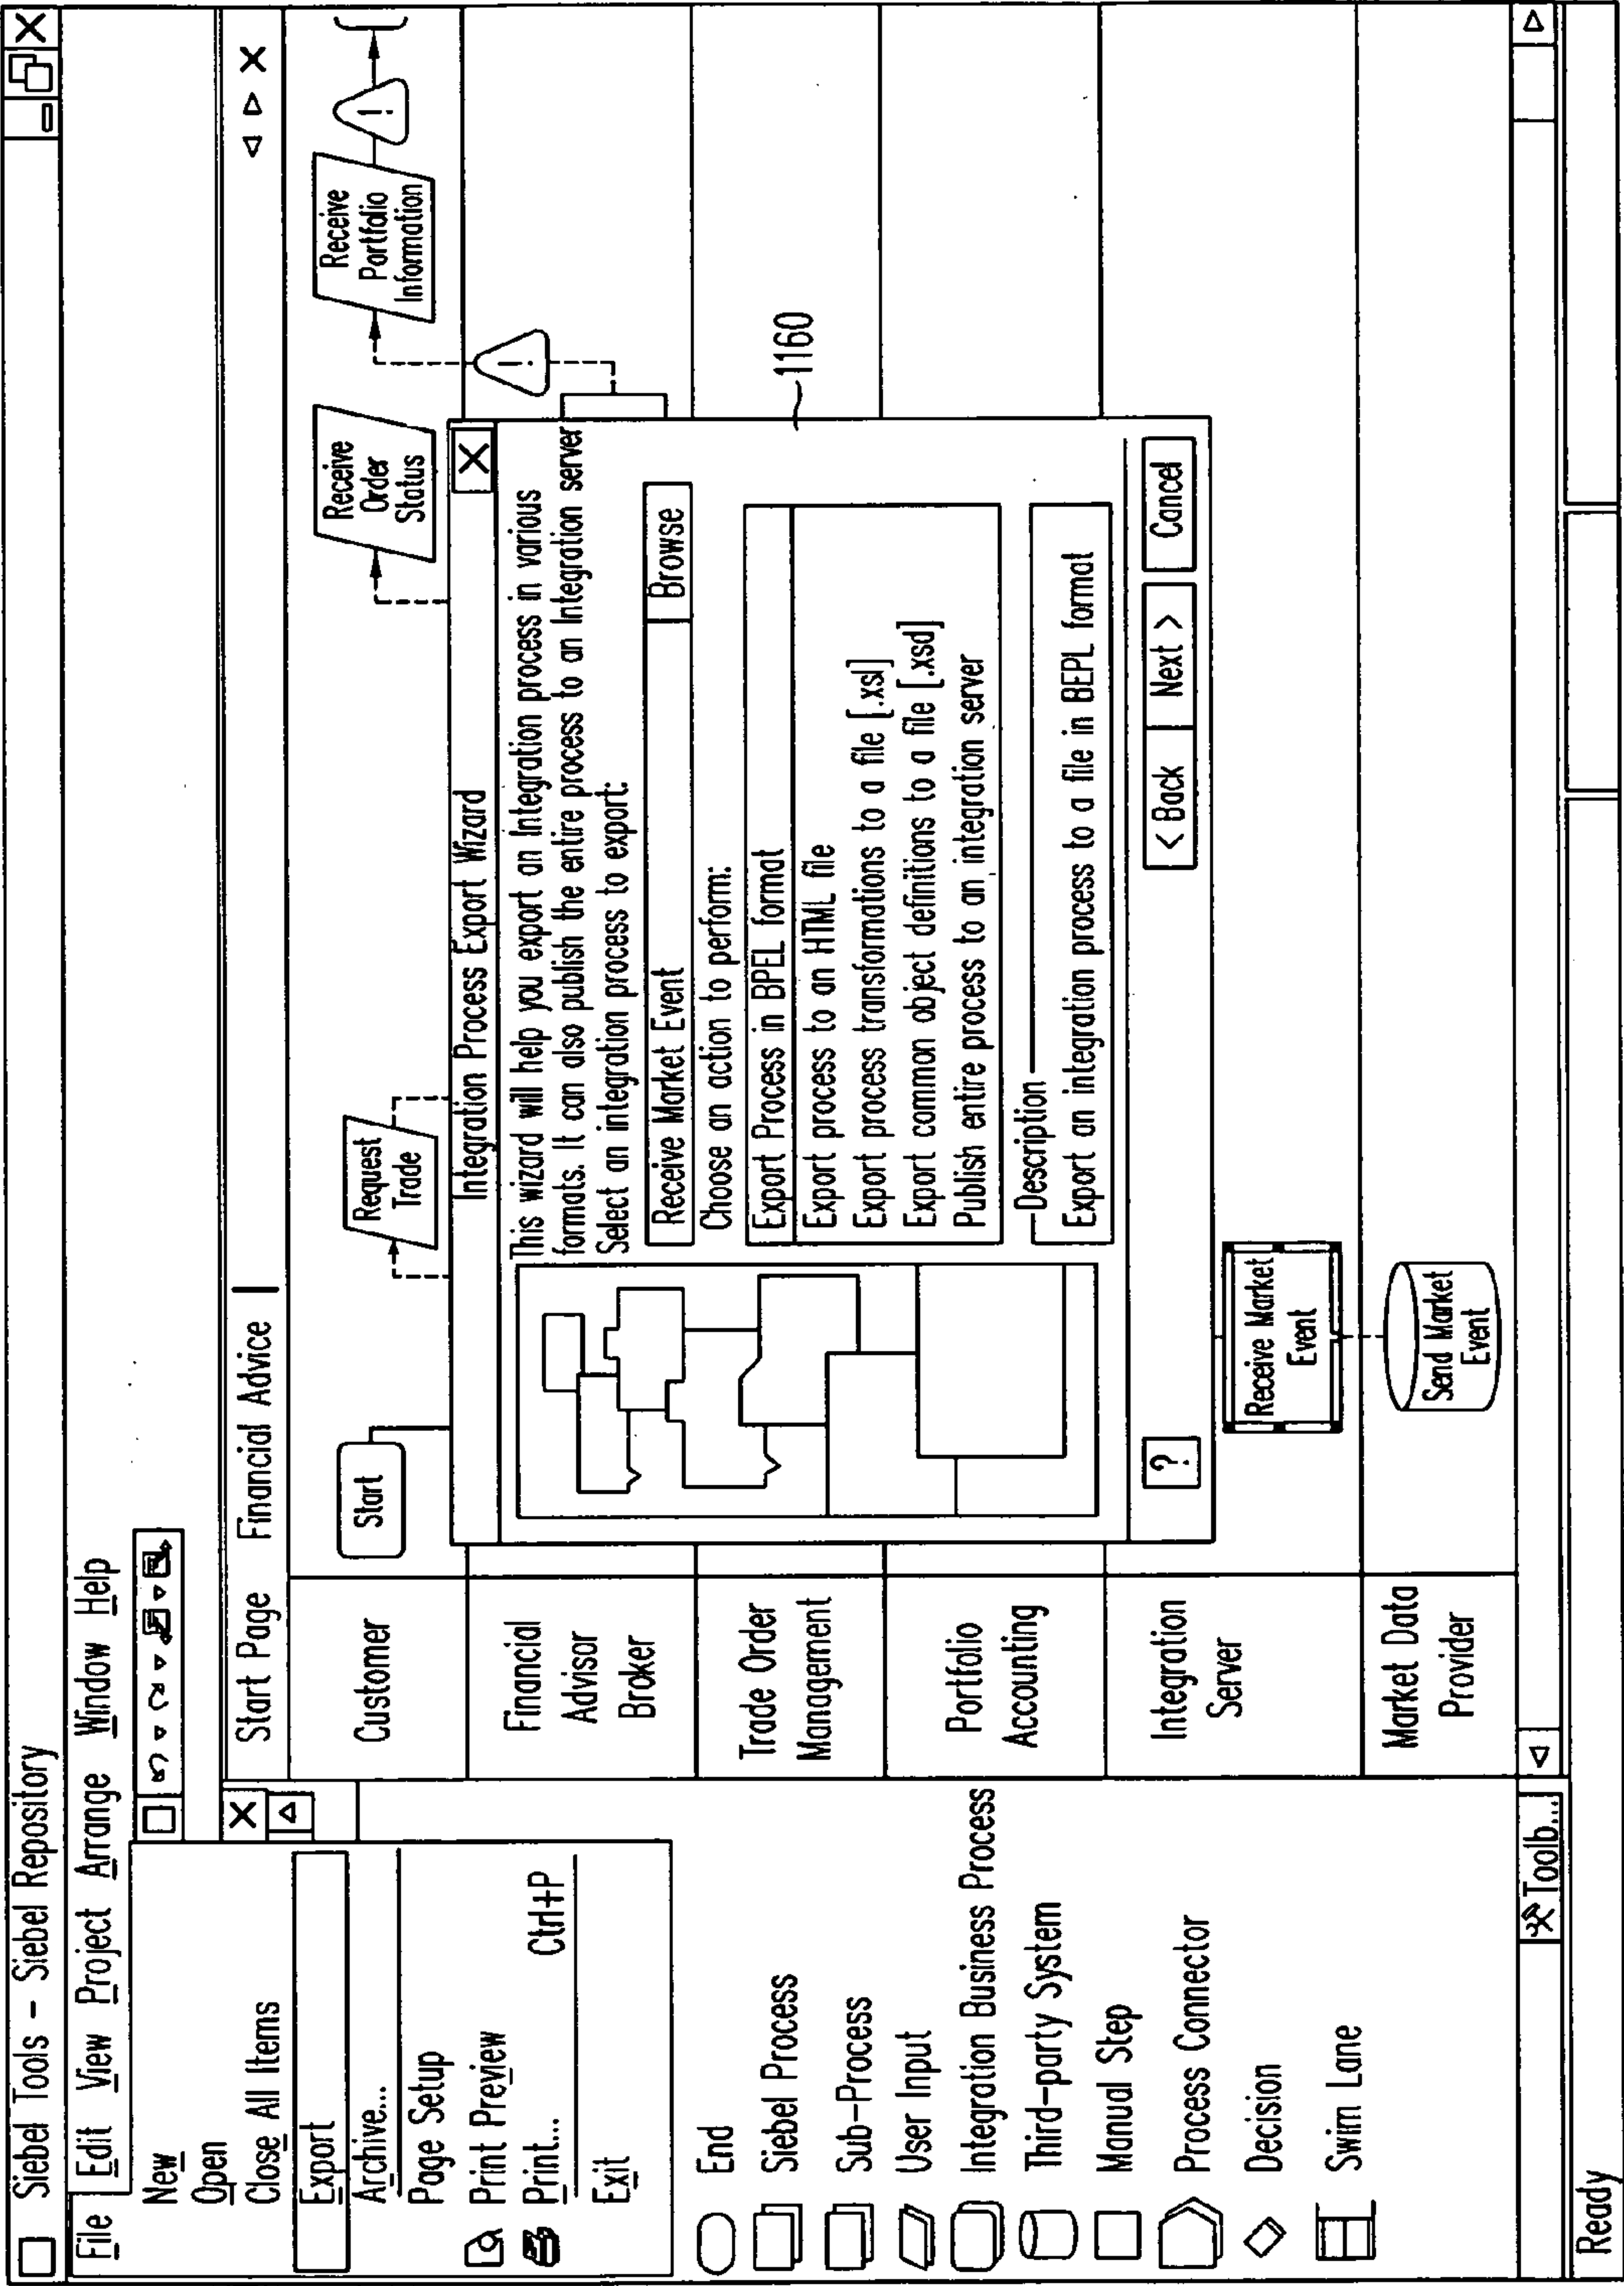 Siebel Tools – Siebel Repository
File Edit View Project Arrange Window Help
New
Open
Close All Items
Export
Archive...
Page Setup
Print Preview
Print... Ctrl+P
Exit
End
Siebel Process
Sub-Process
User Input
Integration Business Process
Third-party System
Manual Step
Process Connector
Decision
Swim Lane
Toolb...
Ready
Start Page
Financial Advice
Customer
Financial
Advisor
Broker
Trade Order
Management
Portfolio
Accounting
Integration
Server
Market Data
Provider
Start
Request
Trade
Receive
Order
Status
Receive
Portfolio
Information
Integration Process Export Wizard
This wizard will help you export an Integration process in various
formats. It can also publish the entire process to an Integration server
Select an integration process to export:
Receive Market Event
Browse
Choose an action to perform:
Export Process in BPEL format
Export process to an HTML file
Export process transformations to a file [.xsl]
Export common object definitions to a file [.xsd]
Publish entire process to an integration server
Description
Export an integration process to a file in BEPL format
?
< Back
Next >
Cancel
1160
Receive Market
Event
Send Market
Event